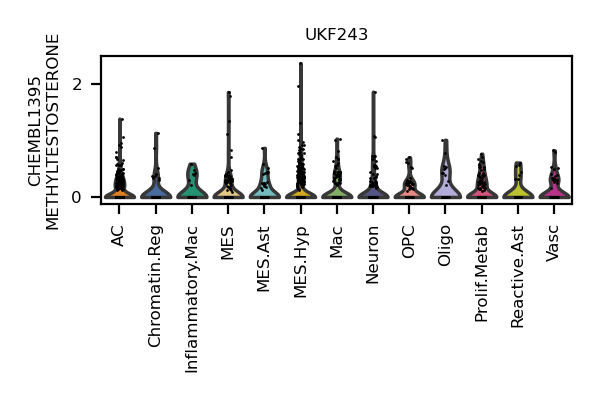 UKF243
CHEMBL1395
METHYLTESTOSTERONE
2
0
AC
Chromatin.Reg
Inflammatory.Mac
MES
MES.Ast
MES.Hyp
Mac
Neuron
OPC
Oligo
Prolif.Metab
Reactive.Ast
Vasc